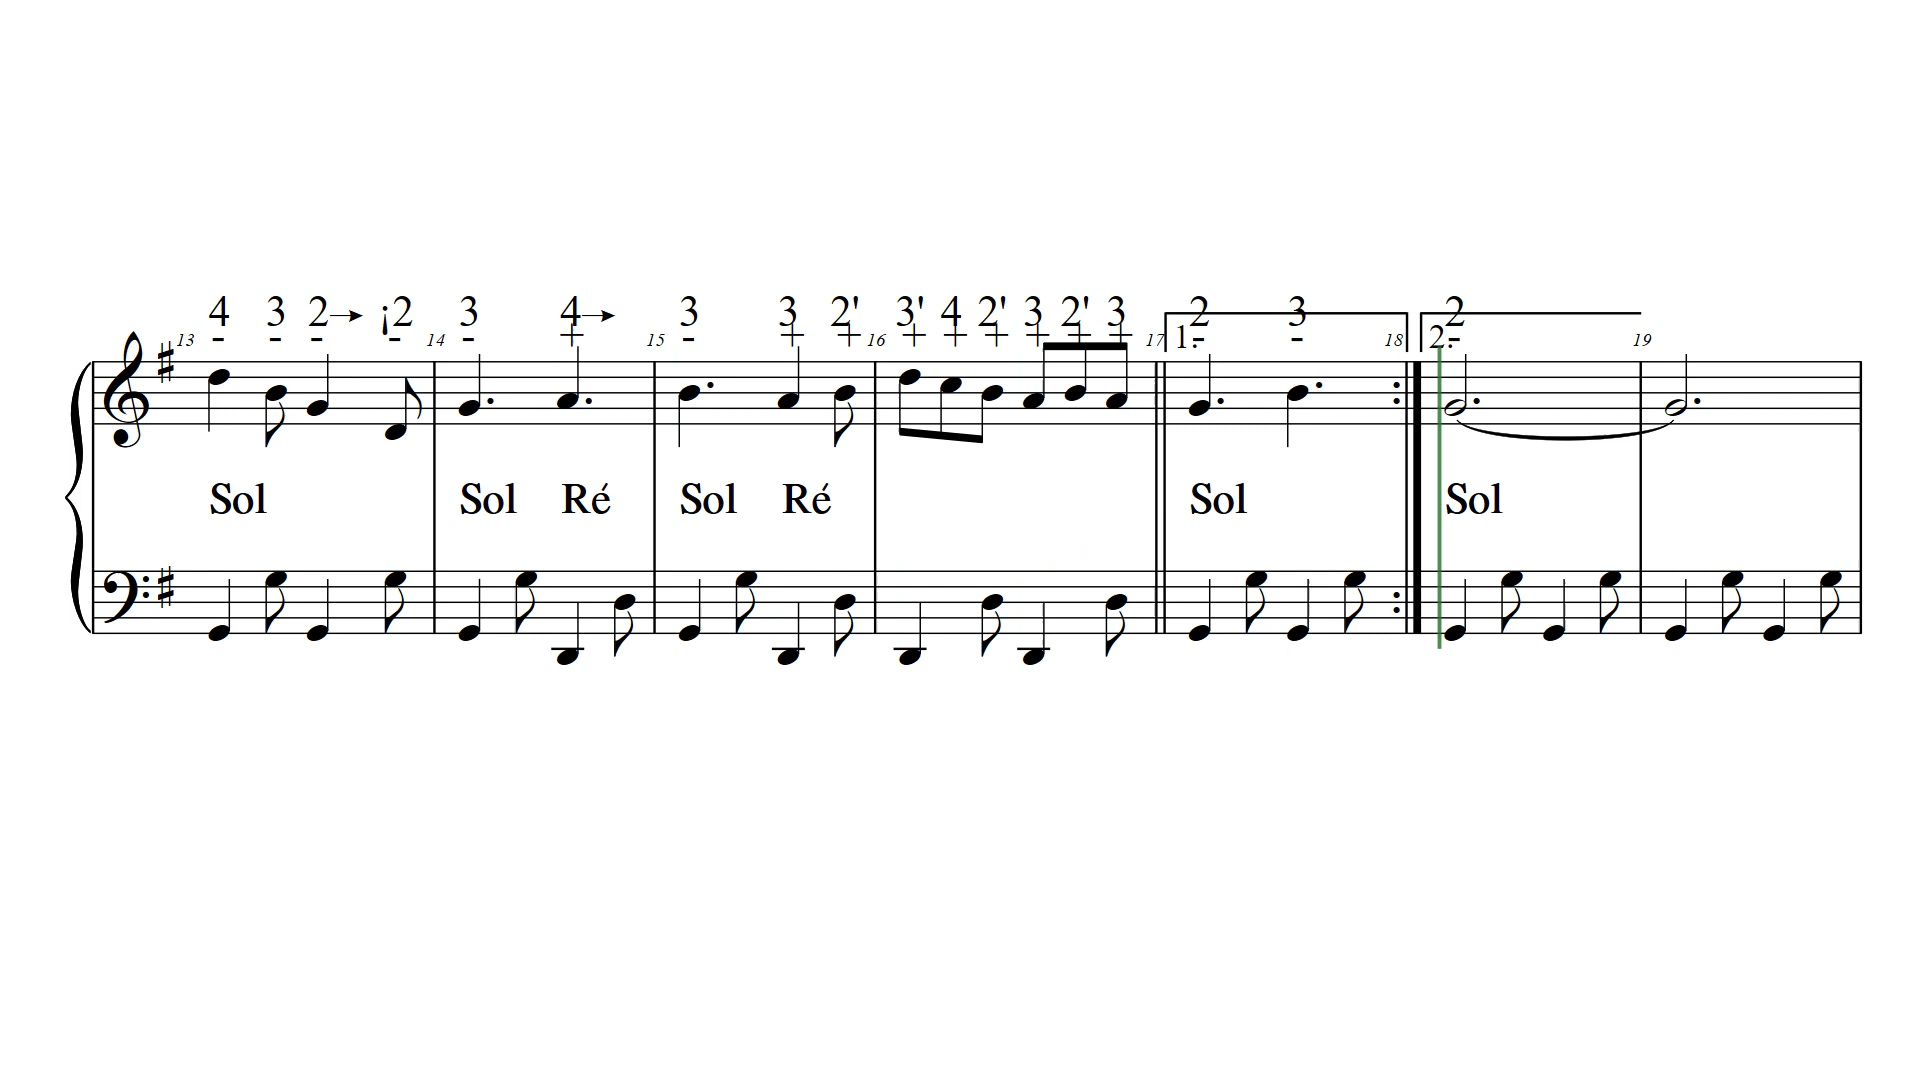 4 3 2→ ¡2 3 4→ 3 3 2' 3' 4 2' 3 2' 3 2 3 2
13 - - - - 14 - + 15 - + + 16 + + + + + + 17 1. - - 18 2. - 19
Sol Sol Ré Sol Ré Sol Sol